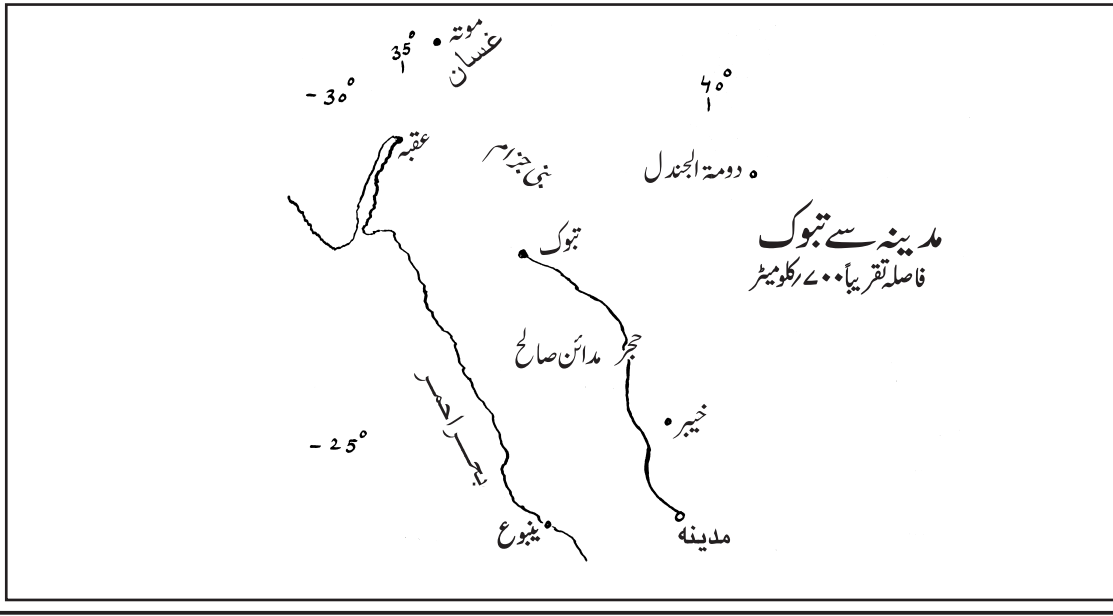 موتہ
غسان
35°
40°
- 30°
عقبہ
بنی جذام
دومۃ الجندل
تبوک
مدینہ سے تبوک
فاصلہ تقریباً ۷۰۰؍کلومیٹر
حجر
مدائن صالح
خیبر
- 25°
بحر احمر
ینبوع
مدینہ